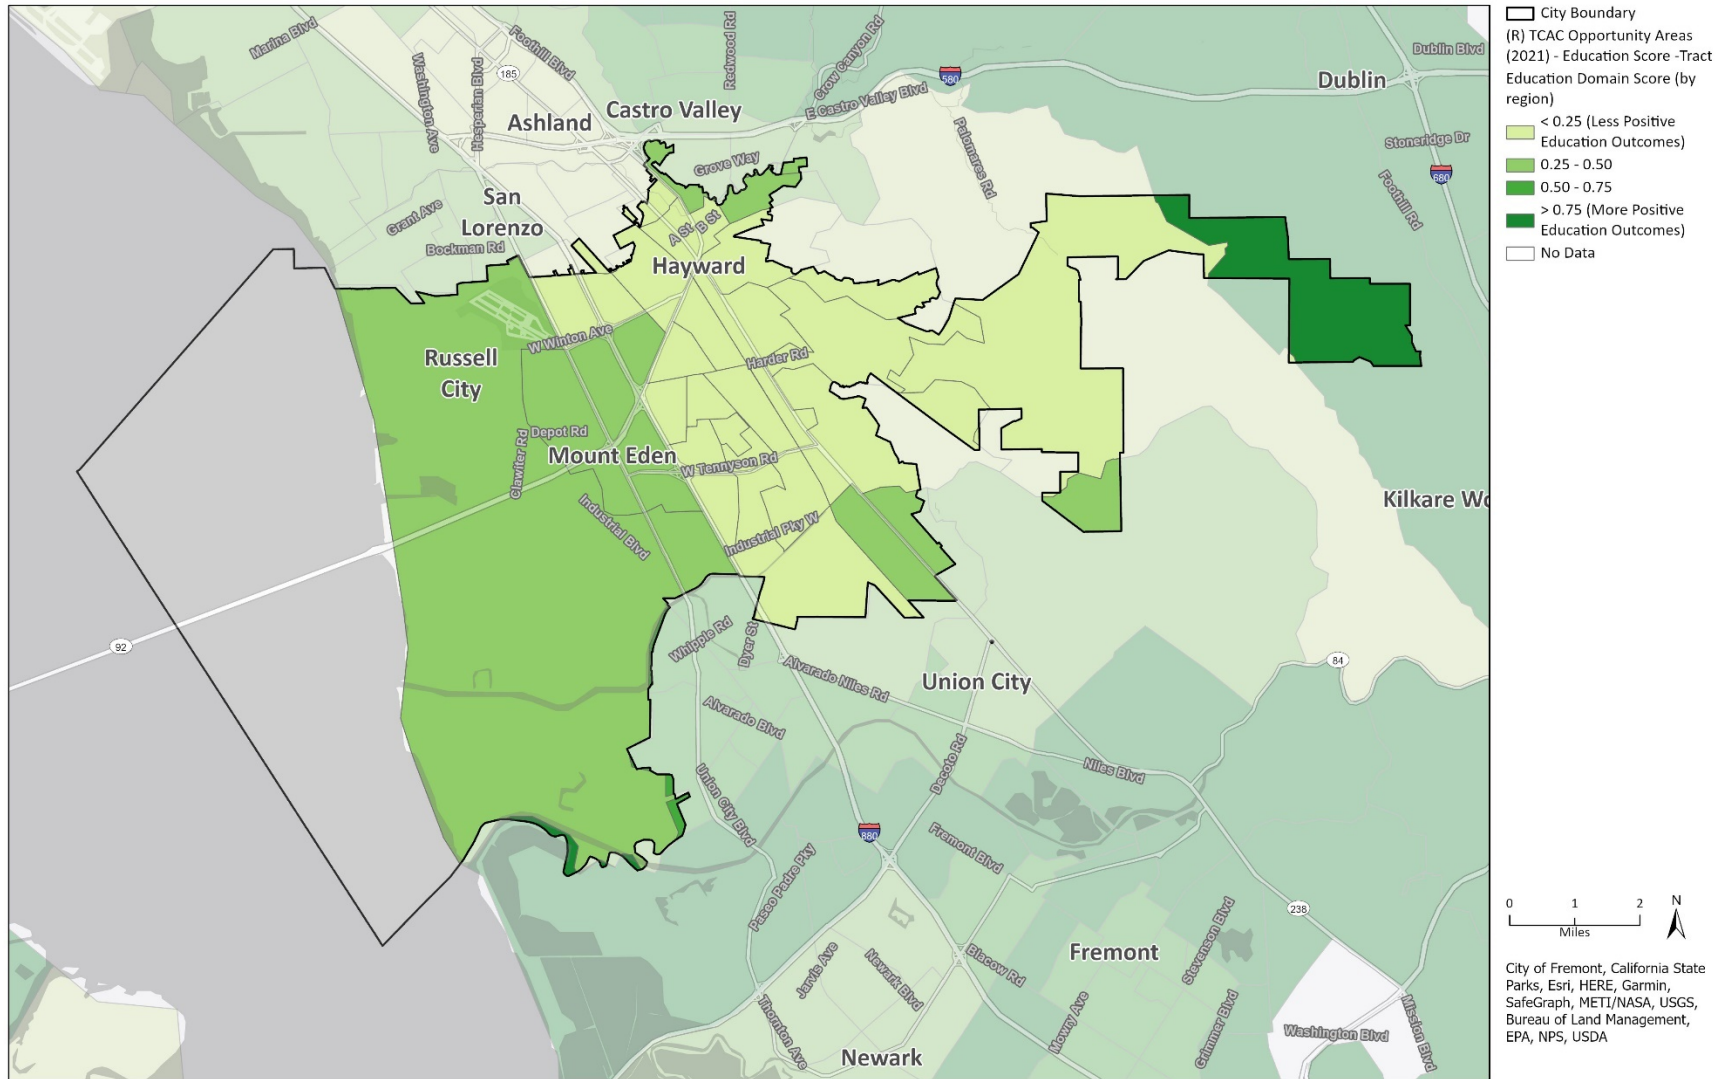 City Boundary
(R) TCAC Opportunity Areas
(2021) - Education Score -Tract
Education Domain Score (by
region)
< 0.25 (Less Positive
Education Outcomes)
0.25 - 0.50
0.50 - 0.75
> 0.75 (More Positive
Education Outcomes)
No Data
Marina Blvd
Washington Ave
Hesperian Blvd
185
Foothill Blvd
Redwood Rd
Crow Canyon Rd
E Castro Valley Blvd
580
Dublin
Dublin Blvd
Stoneridge Dr
680
Foothill Rd
Palomares Rd
Castro Valley
Ashland
Grove Way
San
Lorenzo
Grant Ave
Bockman Rd
A St
B St
Hayward
W Winton Ave
Harder Rd
Russell
City
Depot Rd
Clawiter Rd
Mount Eden
W Tennyson Rd
Industrial Blvd
Industrial Pky W
Kilkare Wo
92
Whipple Rd
Dyer St
Alvarado Niles Rd
Union City
84
Alvarado Blvd
Union City Blvd
Decoto Rd
Niles Blvd
880
Fremont Blvd
Paseo Padre Pky
238
Fremont
Stevenson Blvd
Blacow Rd
Jarvis Ave
Newark Blvd
Thornton Ave
Mowry Ave
Grimmer Blvd
Washington Blvd
Mission Blvd
Newark
0 1 2
Miles
N
City of Fremont, California State
Parks, Esri, HERE, Garmin,
SafeGraph, METI/NASA, USGS,
Bureau of Land Management,
EPA, NPS, USDA